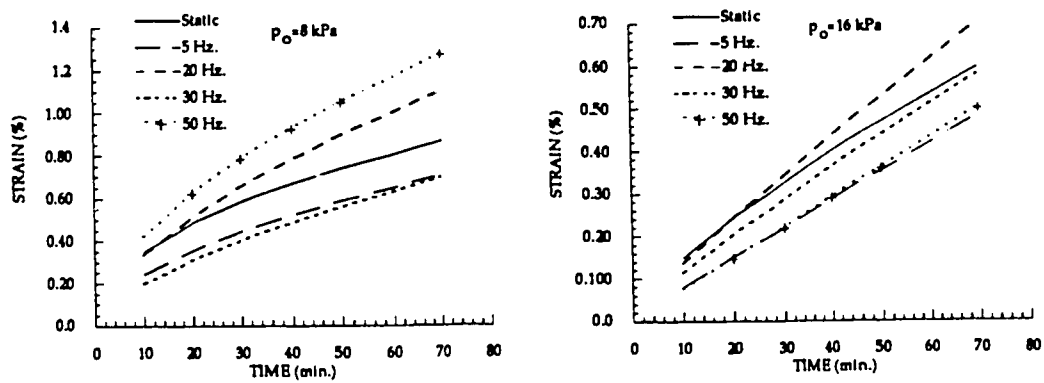 Static
5 Hz.
20 Hz.
30 Hz.
50 Hz.
p_o=8 kPa
1.4
1.2
1.0
0.80
0.60
0.40
0.20
0.0
STRAIN (%)
0 10 20 30 40 50 60 70 80
TIME (min.)
Static
5 Hz.
20 Hz.
30 Hz.
50 Hz.
p_o=16 kPa
0.70
0.60
0.50
0.40
0.30
0.20
0.100
0.00
STRAIN (%)
0 10 20 30 40 50 60 70 80
TIME (min.)